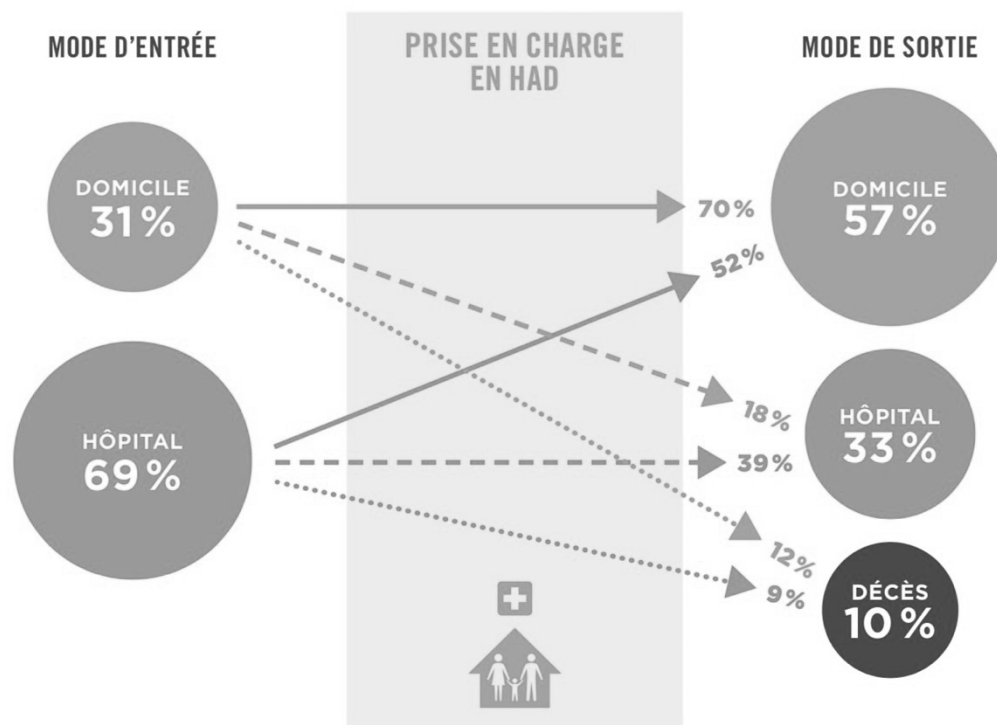 MODE D'ENTRÉE
PRISE EN CHARGE
EN HAD
MODE DE SORTIE
DOMICILE
31 %
70 %
52 %
DOMICILE
57 %
HÔPITAL
69 %
18 %
39 %
HÔPITAL
33 %
12 %
9 %
DÉCÈS
10 %